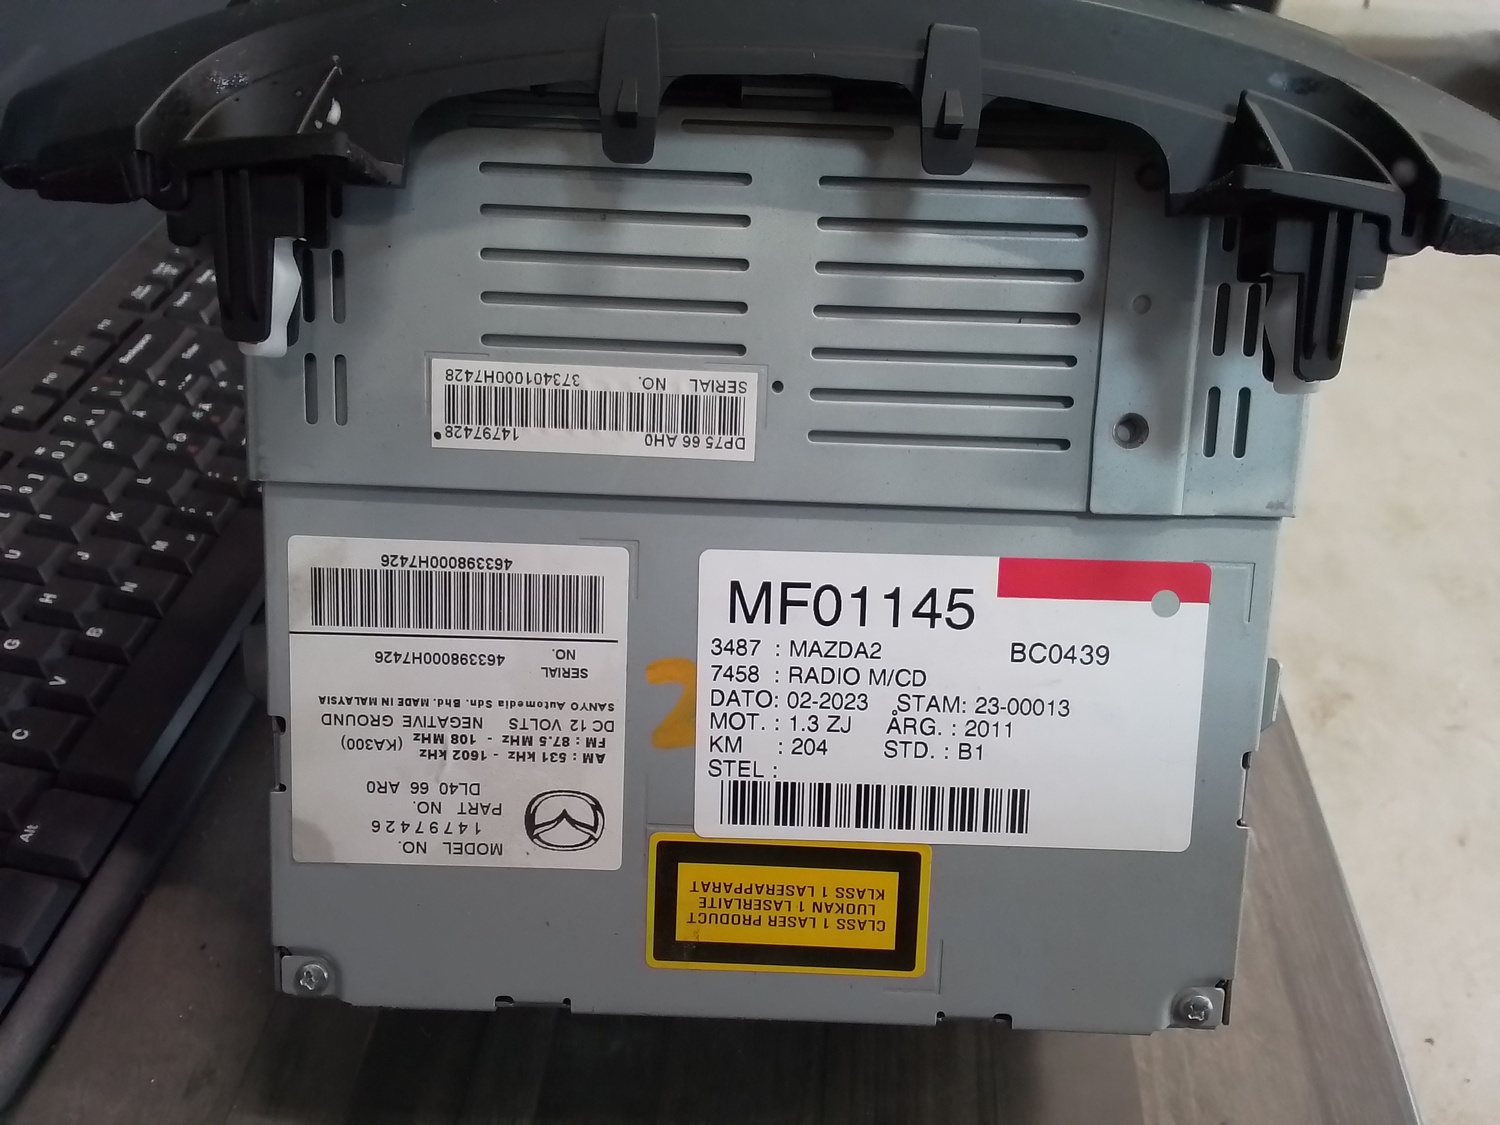 SERIAL NO. 373401000H7428
DP75 66 AH0 14797428
MF01145
3487 : MAZDA2 BC0439
7458 : RADIO M/CD
DATO: 02-2023 STAM: 23-00013
MOT. : 1.3 ZJ ÅRG. : 2011
KM : 204 STD. : B1
STEL :
MODEL NO.
14797426
PART NO.
DL40 66 AR0
AM : 531 kHz - 1602 kHz
FM : 87.5 MHz - 108 MHz (KA300)
DC 12 VOLTS NEGATIVE GROUND
SANYO Automedia Sdn. Bhd. MADE IN MALAYSIA
SERIAL
NO. 463398000H7426
463398000H7426
CLASS 1 LASER PRODUCT
LUOKAN 1 LASERLAITE
KLASS 1 LASERAPPARAT
2
Alt